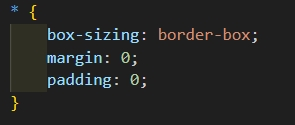 * {
    box-sizing: border-box;
    margin: 0;
    padding: 0;
}